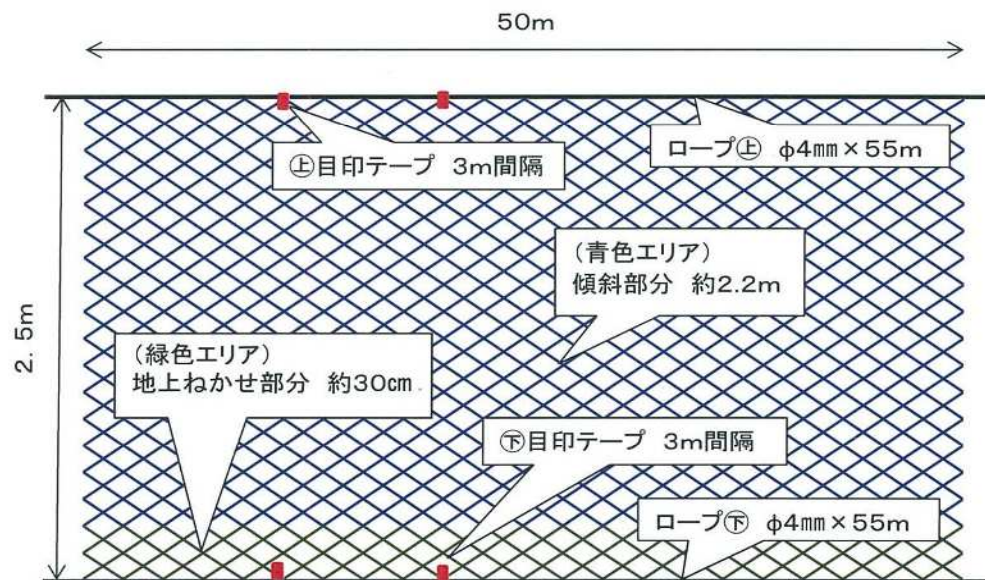 50m
㊤目印テープ 3m間隔
ロープ㊤ φ4mm×55m
(青色エリア)
傾斜部分 約2.2m
2.5m
(緑色エリア)
地上ねかせ部分 約30cm
㊦目印テープ 3m間隔
ロープ㊦ φ4mm×55m